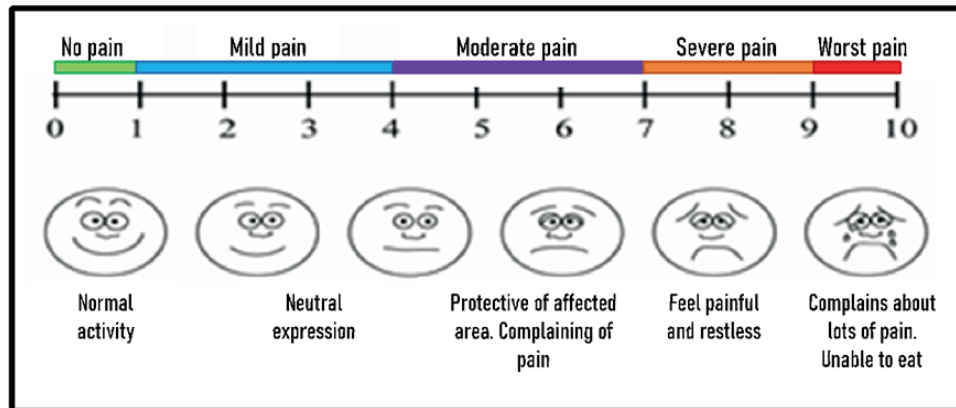 No pain Mild pain Moderate pain Severe pain Worst pain
0 1 2 3 4 5 6 7 8 9 10
Normal
activity
Neutral
expression
Protective of affected
area. Complaining of
pain
Feel painful
and restless
Complains about
lots of pain.
Unable to eat